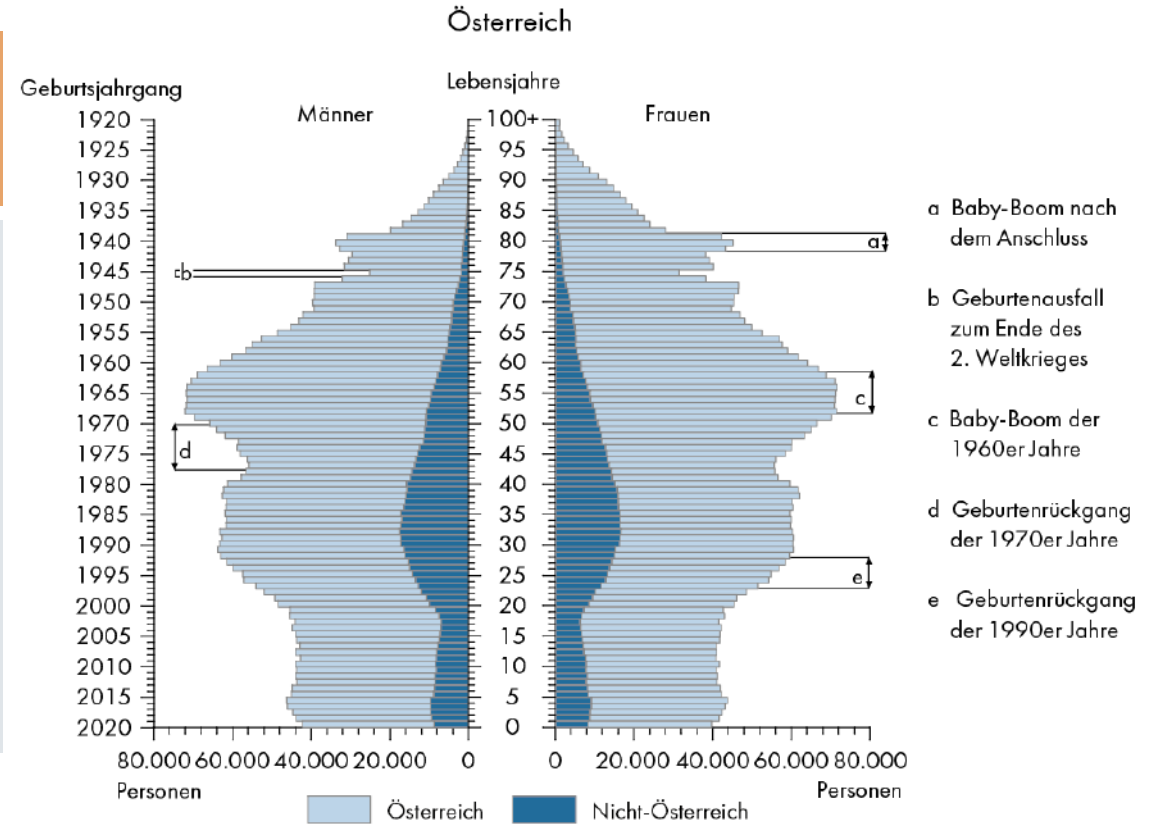 Österreich
Geburtsjahrgang
Lebensjahre
Männer
Frauen
1920
1925
1930
1935
1940
1945
1950
1955
1960
1965
1970
1975
1980
1985
1990
1995
2000
2005
2010
2015
2020
100+
95
90
85
80
75
70
65
60
55
50
45
40
35
30
25
20
15
10
5
0
b
d
a
c
e
80.000 60.000 40.000 20.000 0
0 20.000 40.000 60.000 80.000
Personen
Personen
Österreich
Nicht-Österreich
a Baby-Boom nach
dem Anschluss
b Geburtenausfall
zum Ende des
2. Weltkrieges
c Baby-Boom der
1960er Jahre
d Geburtenrückgang
der 1970er Jahre
e Geburtenrückgang
der 1990er Jahre